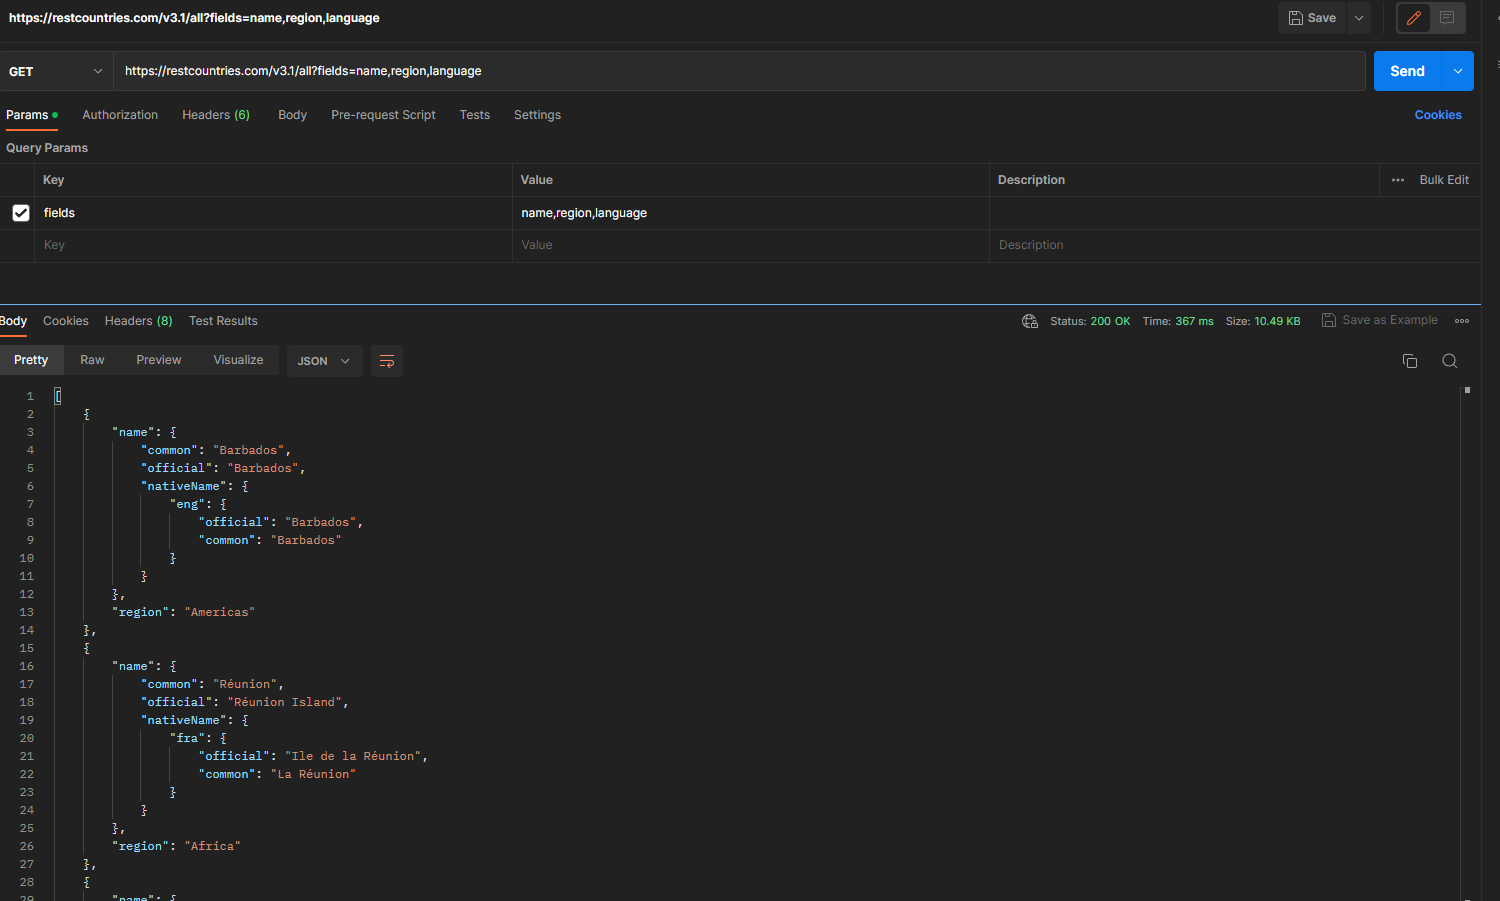 https://restcountries.com/v3.1/all?fields=name,region,language Save
GET https://restcountries.com/v3.1/all?fields=name,region,language Send
Params Authorization Headers (6) Body Pre-request Script Tests Settings Cookies
Query Params
Key Value Description Bulk Edit
fields name,region,language
Key Value Description
Body Cookies Headers (8) Test Results Status: 200 OK Time: 367 ms Size: 10.49 KB Save as Example
Pretty Raw Preview Visualize JSON
1 [
2 {
3 "name": {
4 "common": "Barbados",
5 "official": "Barbados",
6 "nativeName": {
7 "eng": {
8 "official": "Barbados",
9 "common": "Barbados"
10 }
11 }
12 },
13 "region": "Americas"
14 },
15 {
16 "name": {
17 "common": "Réunion",
18 "official": "Réunion Island",
19 "nativeName": {
20 "fra": {
21 "official": "Ile de la Réunion",
22 "common": "La Réunion"
23 }
24 }
25 },
26 "region": "Africa"
27 },
28 {
29 "name": {